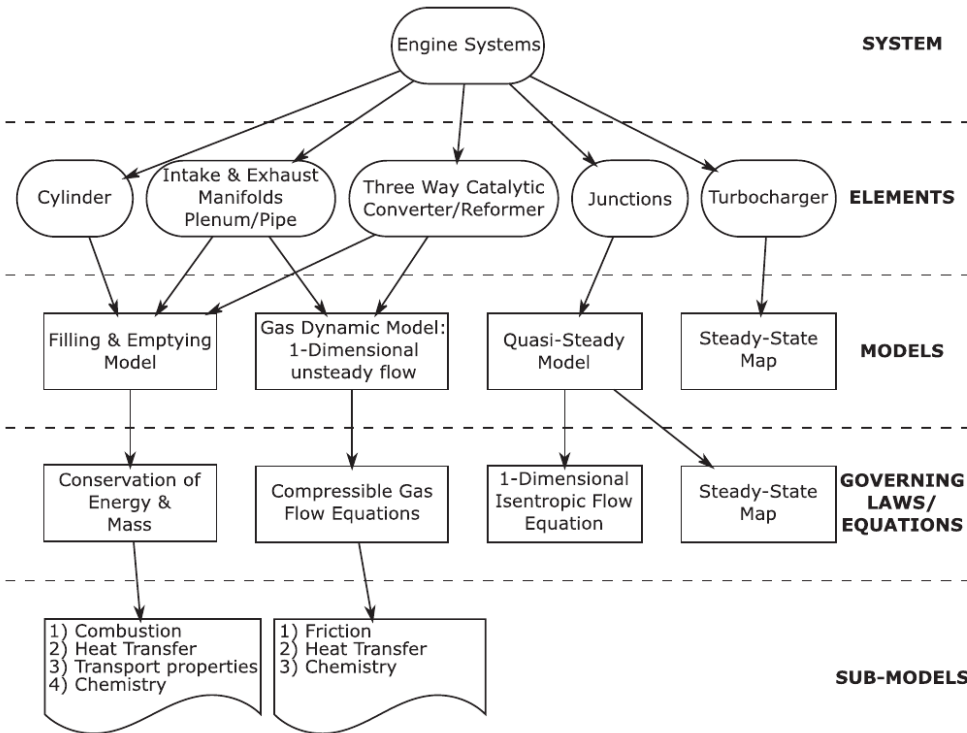 Engine Systems
SYSTEM
Cylinder
Intake & Exhaust
Manifolds
Plenum/Pipe
Three Way Catalytic
Converter/Reformer
Junctions
Turbocharger
ELEMENTS
Filling & Emptying
Model
Gas Dynamic Model:
1-Dimensional
unsteady flow
Quasi-Steady
Model
Steady-State
Map
MODELS
Conservation of
Energy &
Mass
Compressible Gas
Flow Equations
1-Dimensional
Isentropic Flow
Equation
Steady-State
Map
GOVERNING
LAWS/
EQUATIONS
1) Combustion
2) Heat Transfer
3) Transport properties
4) Chemistry
1) Friction
2) Heat Transfer
3) Chemistry
SUB-MODELS